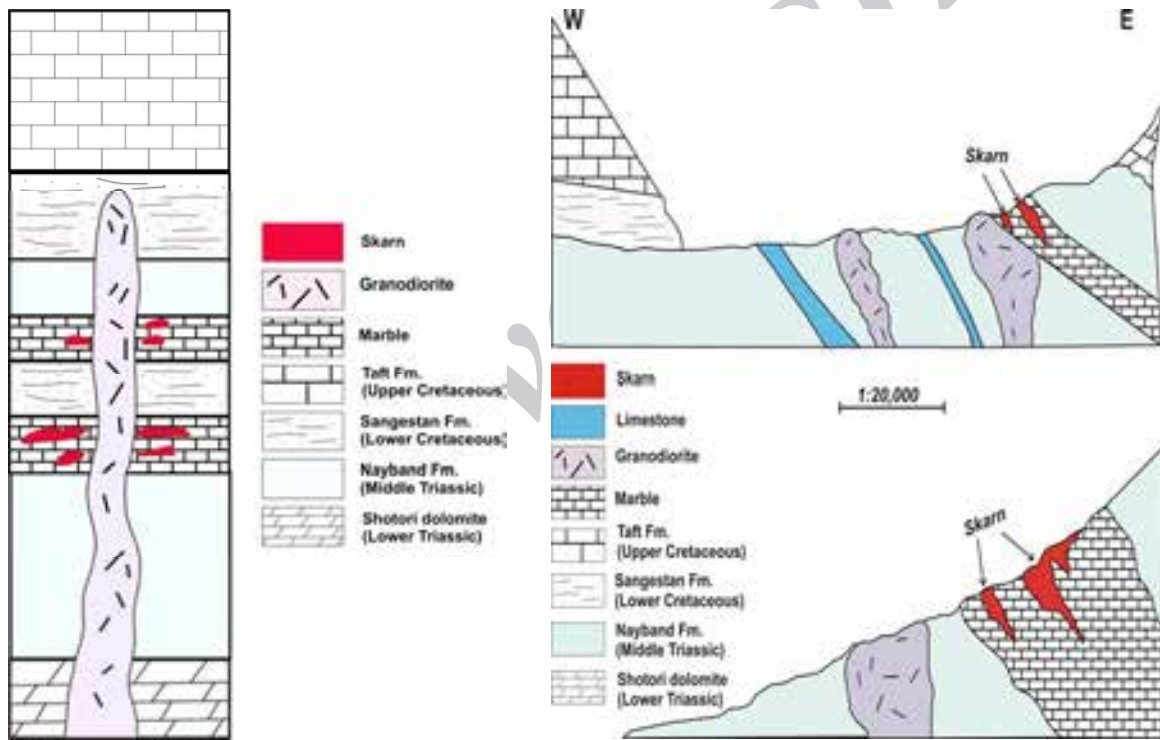 Skarn
Granodiorite
Marble
Taft Fm.
(Upper Cretaceous)
Sangestan Fm.
(Lower Cretaceous)
Nayband Fm.
(Middle Triassic)
Shotori dolomite
(Lower Triassic)
W
E
Skarn
1:20,000
Skarn
Limestone
Granodiorite
Marble
Taft Fm.
(Upper Cretaceous)
Sangestan Fm.
(Lower Cretaceous)
Nayband Fm.
(Middle Triassic)
Shotori dolomite
(Lower Triassic)
Skarn